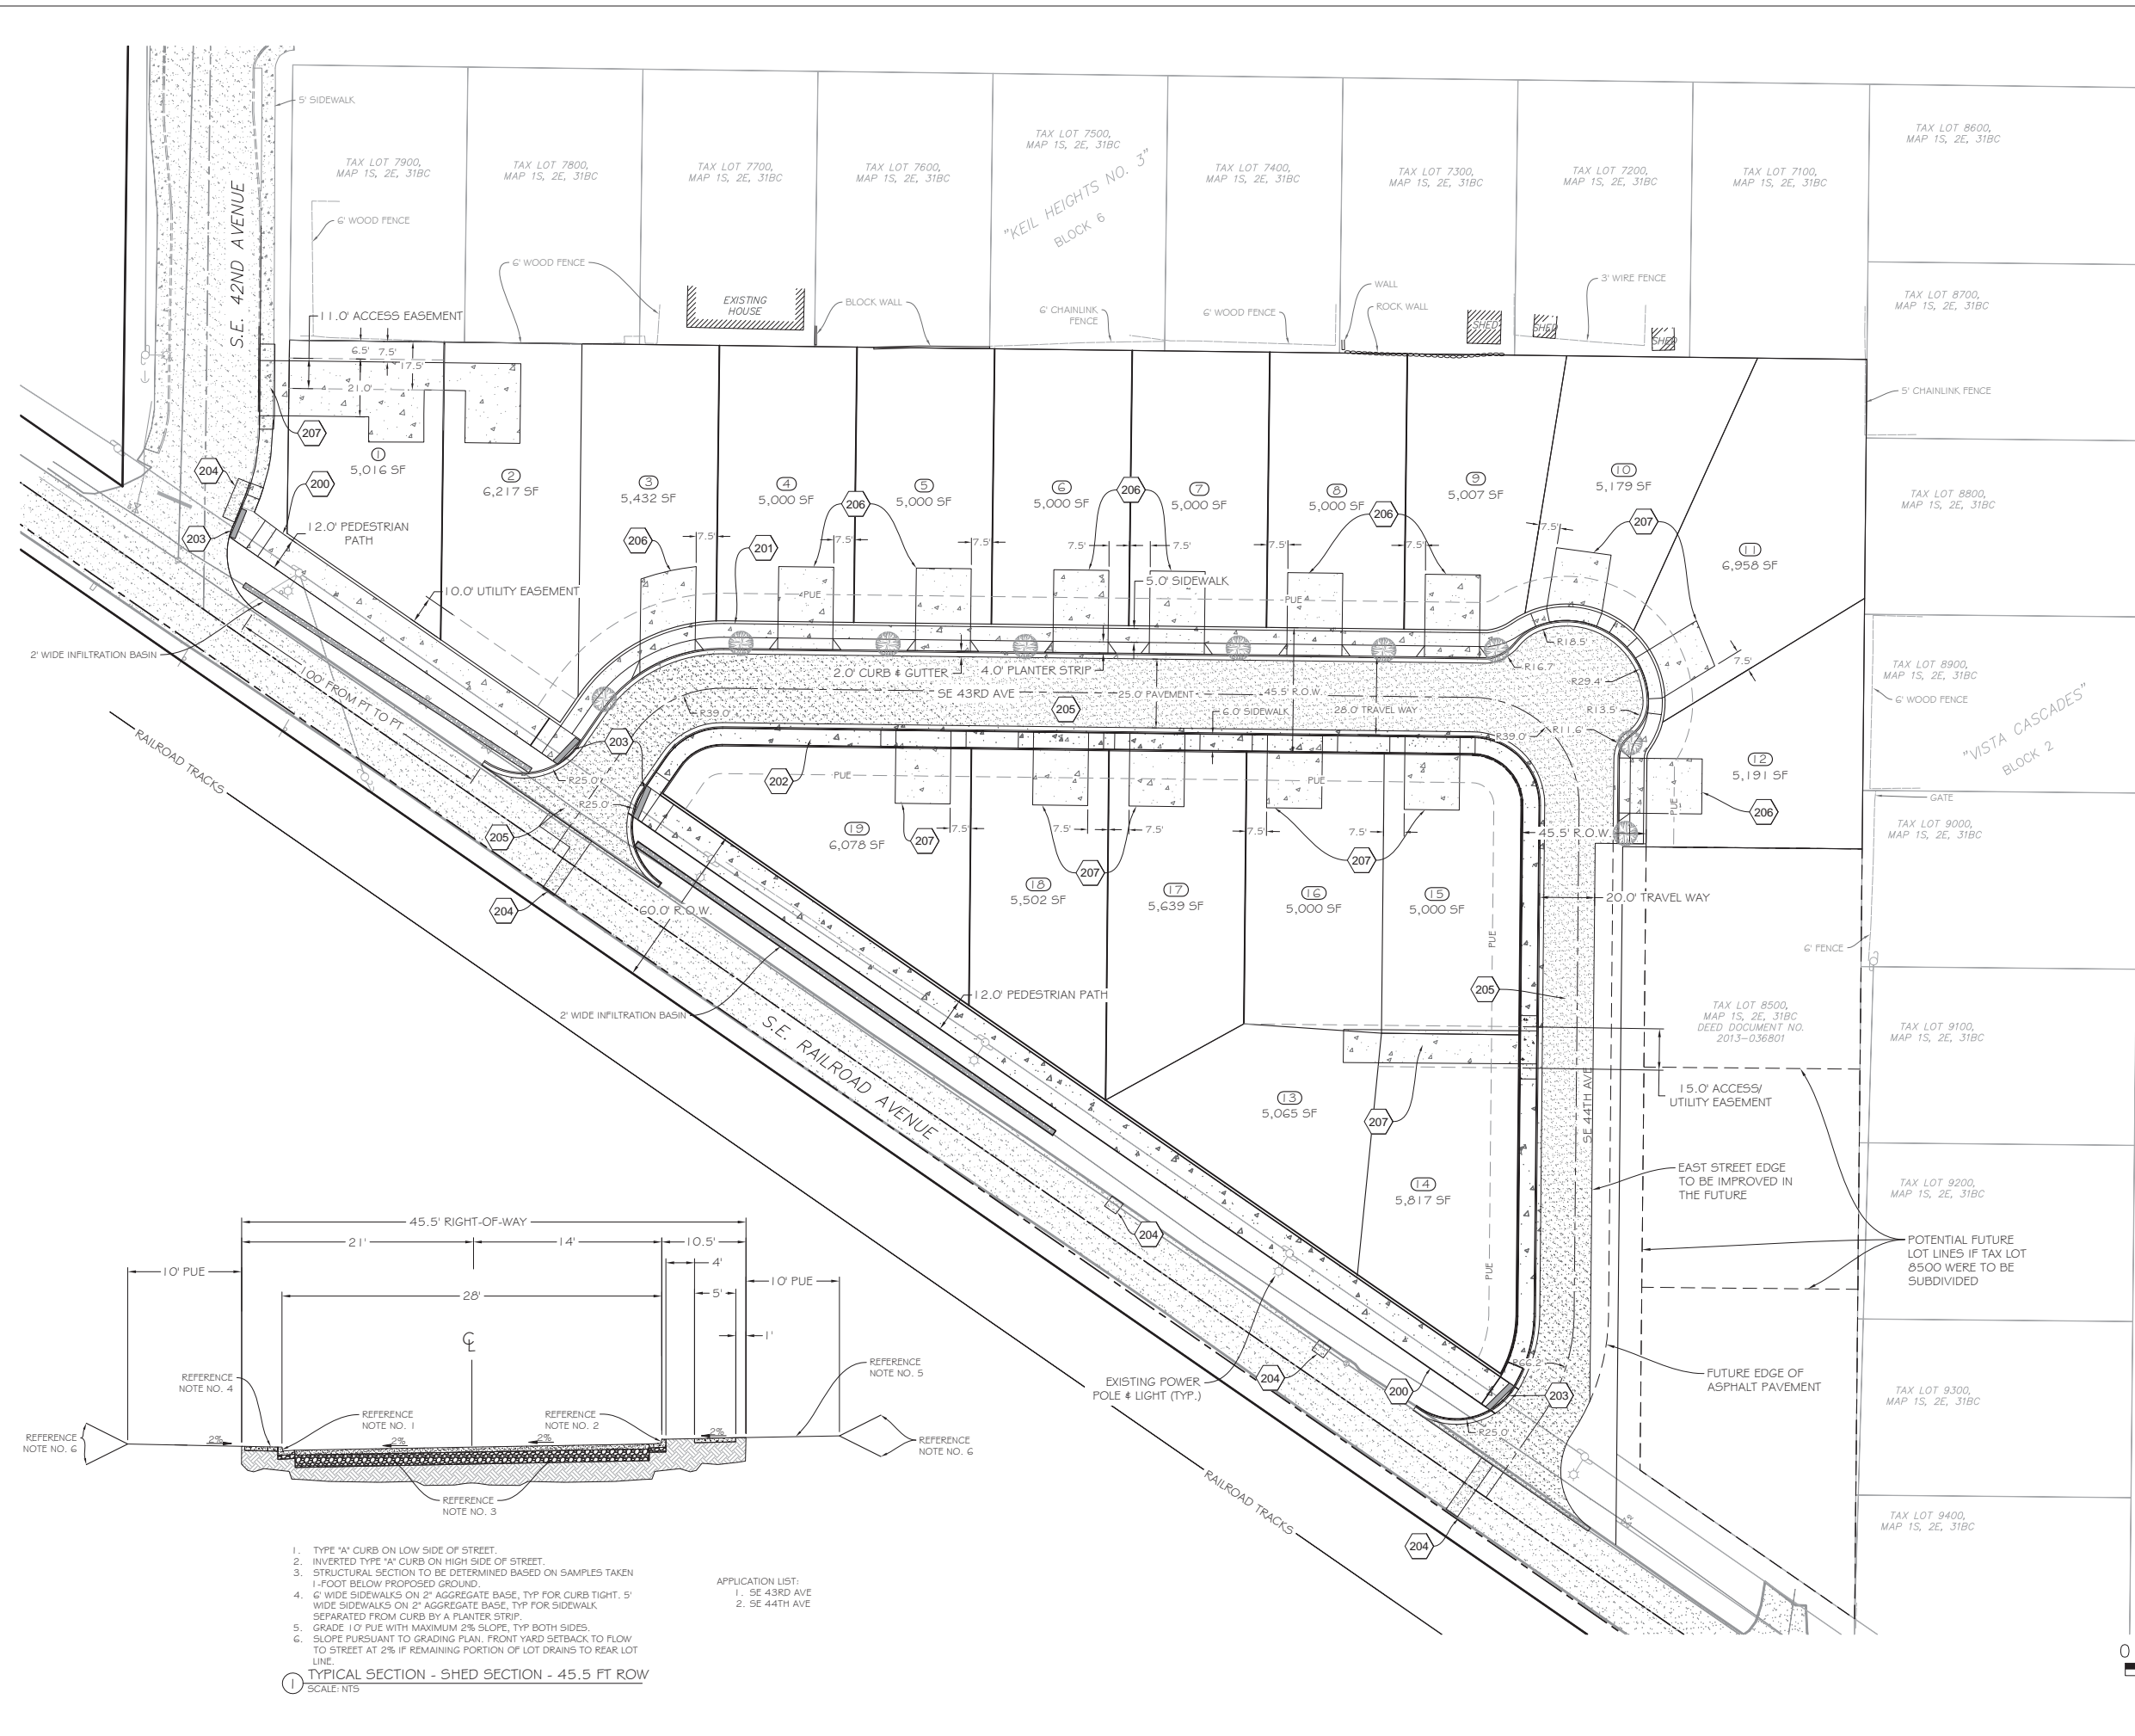 5' SIDEWALK
S.E. 42ND AVENUE
TAX LOT 7900,
MAP 1S, 2E, 31BC
TAX LOT 7800,
MAP 1S, 2E, 31BC
TAX LOT 7700,
MAP 1S, 2E, 31BC
TAX LOT 7600,
MAP 1S, 2E, 31BC
TAX LOT 7500,
MAP 1S, 2E, 31BC
TAX LOT 7400,
MAP 1S, 2E, 31BC
TAX LOT 7300,
MAP 1S, 2E, 31BC
TAX LOT 7200,
MAP 1S, 2E, 31BC
TAX LOT 7100,
MAP 1S, 2E, 31BC
TAX LOT 8600,
MAP 1S, 2E, 31BC
"KEIL HEIGHTS NO. 3"
BLOCK 6
6' WOOD FENCE
6' WOOD FENCE
EXISTING
HOUSE
BLOCK WALL
6' CHAINLINK
FENCE
6' WOOD FENCE
WALL
ROCK WALL
3' WIRE FENCE
SHED
SHED
SHED
TAX LOT 8700,
MAP 1S, 2E, 31BC
5' CHAINLINK FENCE
TAX LOT 8800,
MAP 1S, 2E, 31BC
TAX LOT 8900,
MAP 1S, 2E, 31BC
6' WOOD FENCE
"VISTA CASCADES"
BLOCK 2
GATE
TAX LOT 9000,
MAP 1S, 2E, 31BC
6' FENCE
TAX LOT 9100,
MAP 1S, 2E, 31BC
TAX LOT 9200,
MAP 1S, 2E, 31BC
TAX LOT 9300,
MAP 1S, 2E, 31BC
TAX LOT 9400,
MAP 1S, 2E, 31BC
11.0' ACCESS EASEMENT
6.5'
7.5'
17.5'
21.0'
207
204
200
203
1
5,016 SF
2
6,217 SF
3
5,432 SF
4
5,000 SF
5
5,000 SF
6
5,000 SF
7
5,000 SF
8
5,000 SF
9
5,007 SF
10
5,179 SF
11
6,958 SF
12
5,191 SF
206
206
206
206
207
206
201
12.0' PEDESTRIAN
PATH
10.0' UTILITY EASEMENT
2' WIDE INFILTRATION BASIN
100' FROM PT TO PT
RAILROAD TRACKS
7.5'
7.5'
7.5'
7.5'
7.5'
7.5'
7.5'
7.5'
7.5'
PUE
PUE
PUE
5.0' SIDEWALK
2.0' CURB & GUTTER
4.0' PLANTER STRIP
SE 43RD AVE
25.0' PAVEMENT
45.5' R.O.W.
28.0' TRAVEL WAY
6.0' SIDEWALK
205
R39.0'
R18.5'
R16.7'
R29.4'
R13.5'
R11.6'
R39.0'
R25.0'
R25.0'
203
202
205
204
PUE
PUE
19
6,078 SF
18
5,502 SF
17
5,639 SF
16
5,000 SF
15
5,000 SF
7.5'
7.5'
7.5'
7.5'
7.5'
207
207
207
45.5' R.O.W.
20.0' TRAVEL WAY
60.0' R.O.W.
12.0' PEDESTRIAN PATH
2' WIDE INFILTRATION BASIN
S.E. RAILROAD AVENUE
PUE
205
TAX LOT 8500,
MAP 1S, 2E, 31BC
DEED DOCUMENT NO.
2013-036801
15.0' ACCESS/
UTILITY EASEMENT
SE 44TH AVE
13
5,065 SF
207
14
5,817 SF
PUE
EAST STREET EDGE
TO BE IMPROVED IN
THE FUTURE
POTENTIAL FUTURE
LOT LINES IF TAX LOT
8500 WERE TO BE
SUBDIVIDED
FUTURE EDGE OF
ASPHALT PAVEMENT
204
204
200
203
R66.2'
R25.0'
204
EXISTING POWER
POLE & LIGHT (TYP.)
RAILROAD TRACKS
45.5' RIGHT-OF-WAY
21'
14'
10.5'
10' PUE
4'
10' PUE
28'
5'
1'
CL
REFERENCE
NOTE NO. 4
REFERENCE
NOTE NO. 5
REFERENCE
NOTE NO. 1
REFERENCE
NOTE NO. 2
REFERENCE
NOTE NO. 6
2%
2%
2%
2%
REFERENCE
NOTE NO. 6
REFERENCE
NOTE NO. 3
1. TYPE "A" CURB ON LOW SIDE OF STREET.
2. INVERTED TYPE "A" CURB ON HIGH SIDE OF STREET.
3. STRUCTURAL SECTION TO BE DETERMINED BASED ON SAMPLES TAKEN
1-FOOT BELOW PROPOSED GROUND.
4. 6' WIDE SIDEWALKS ON 2" AGGREGATE BASE, TYP FOR CURB TIGHT. 5'
WIDE SIDEWALKS ON 2" AGGREGATE BASE, TYP FOR SIDEWALK
SEPARATED FROM CURB BY A PLANTER STRIP.
5. GRADE 10' PUE WITH MAXIMUM 2% SLOPE, TYP BOTH SIDES.
6. SLOPE PURSUANT TO GRADING PLAN. FRONT YARD SETBACK TO FLOW
TO STREET AT 2% IF REMAINING PORTION OF LOT DRAINS TO REAR LOT
LINE.
APPLICATION LIST:
1. SE 43RD AVE
2. SE 44TH AVE
1 TYPICAL SECTION - SHED SECTION - 45.5 FT ROW
SCALE: NTS
0